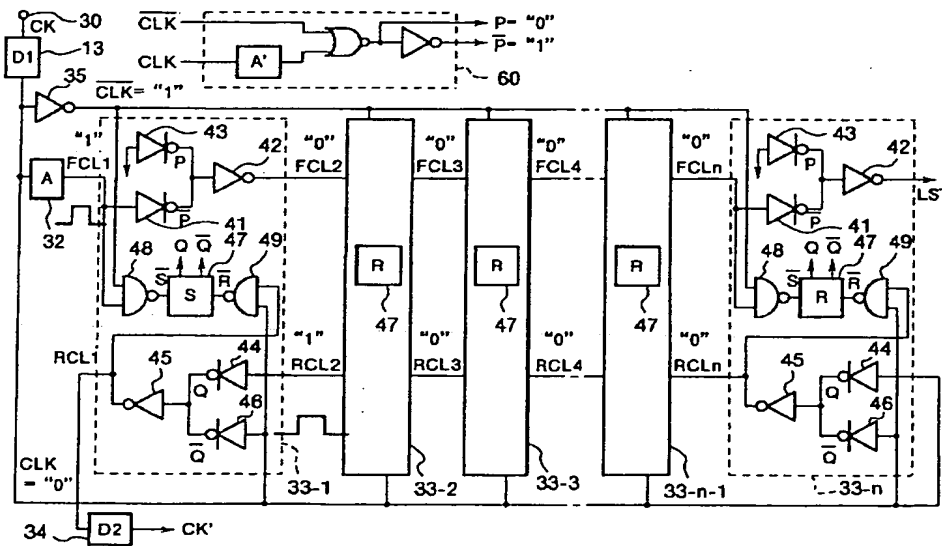 30
CK
D1
13
35
CLK
CLK
A'
P= "0"
P= "1"
60
CLK= "1"
"1"
FCL1
A
32
43
P
42
P
41
Q Q 47 49
48
S S R
"0"
FCL2
"0"
FCL3
"0"
FCL4
"0"
FCLn
43
P
42
LST
P
41
Q Q 47 49
48
S R R
R
47
R
47
R
47
RCL1
45
44
Q
46
Q
"1"
RCL2
"0"
RCL3
"0"
RCL4
"0"
RCLn
45
44
Q
46
Q
CLK
= "0"
33-1
33-2
33-3
33-n-1
33-n
34
D2
CK'